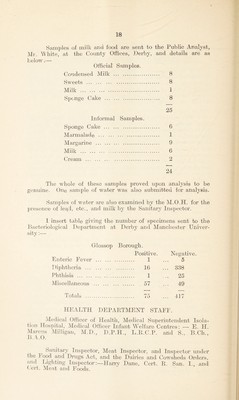 18
Samples of milk and food are sent to the Public Analyst,
Mr. White, at the County Offices, Derby, and details are as
below:—
Official Samples.
Condensed Milk ... 8
Sweets ... 8
Milk ... 1
Sponge Cake ... 8
25
Informal Samples.
Sponge Cake ... 6
Marmalade ... 1
Margarine ... 9
Milk ... 6
Cream ... 2
24
The whole of these samples proved upon analysis to be
genuine. One sample of water was also submitted for analysis.
Samples of water are also examined by the M.O.H. for the
presence of lead, etc., and milk by the Sanitary Inspector.
I insert table giving the number of specimens sent to the
Bacteriological Department at Derby and Manchester Univer-
sity:—
Glossop Borough.
Positive. Negative.
Enteric Fever ... 1 ... 5
Diphtheria ... 16 ... 338
Phthisis ... 1 ... 25
Miscellaneous ... 57 ... 49
Totals ... 75 417
HEALTH DEPARTMENT STAFF.
Medical Officer of Health, Medical Superintendent Isola-
tion Hospital, Medical Officer Infant Welfare Centres: — E. H.
Marcus Milligan, M.D., D.P.H., L.R.C.P. and S., B.Ch.,
B.A.O.
Sanitary Inspector, Meat Inspector, and Inspector under
the Food and Drugs Act, and the Dairies and Cowsheds Orders,
and Lighting Inspector:—Harry Dane, Cert. R. San. I., and
Cert. Meat and Foods.